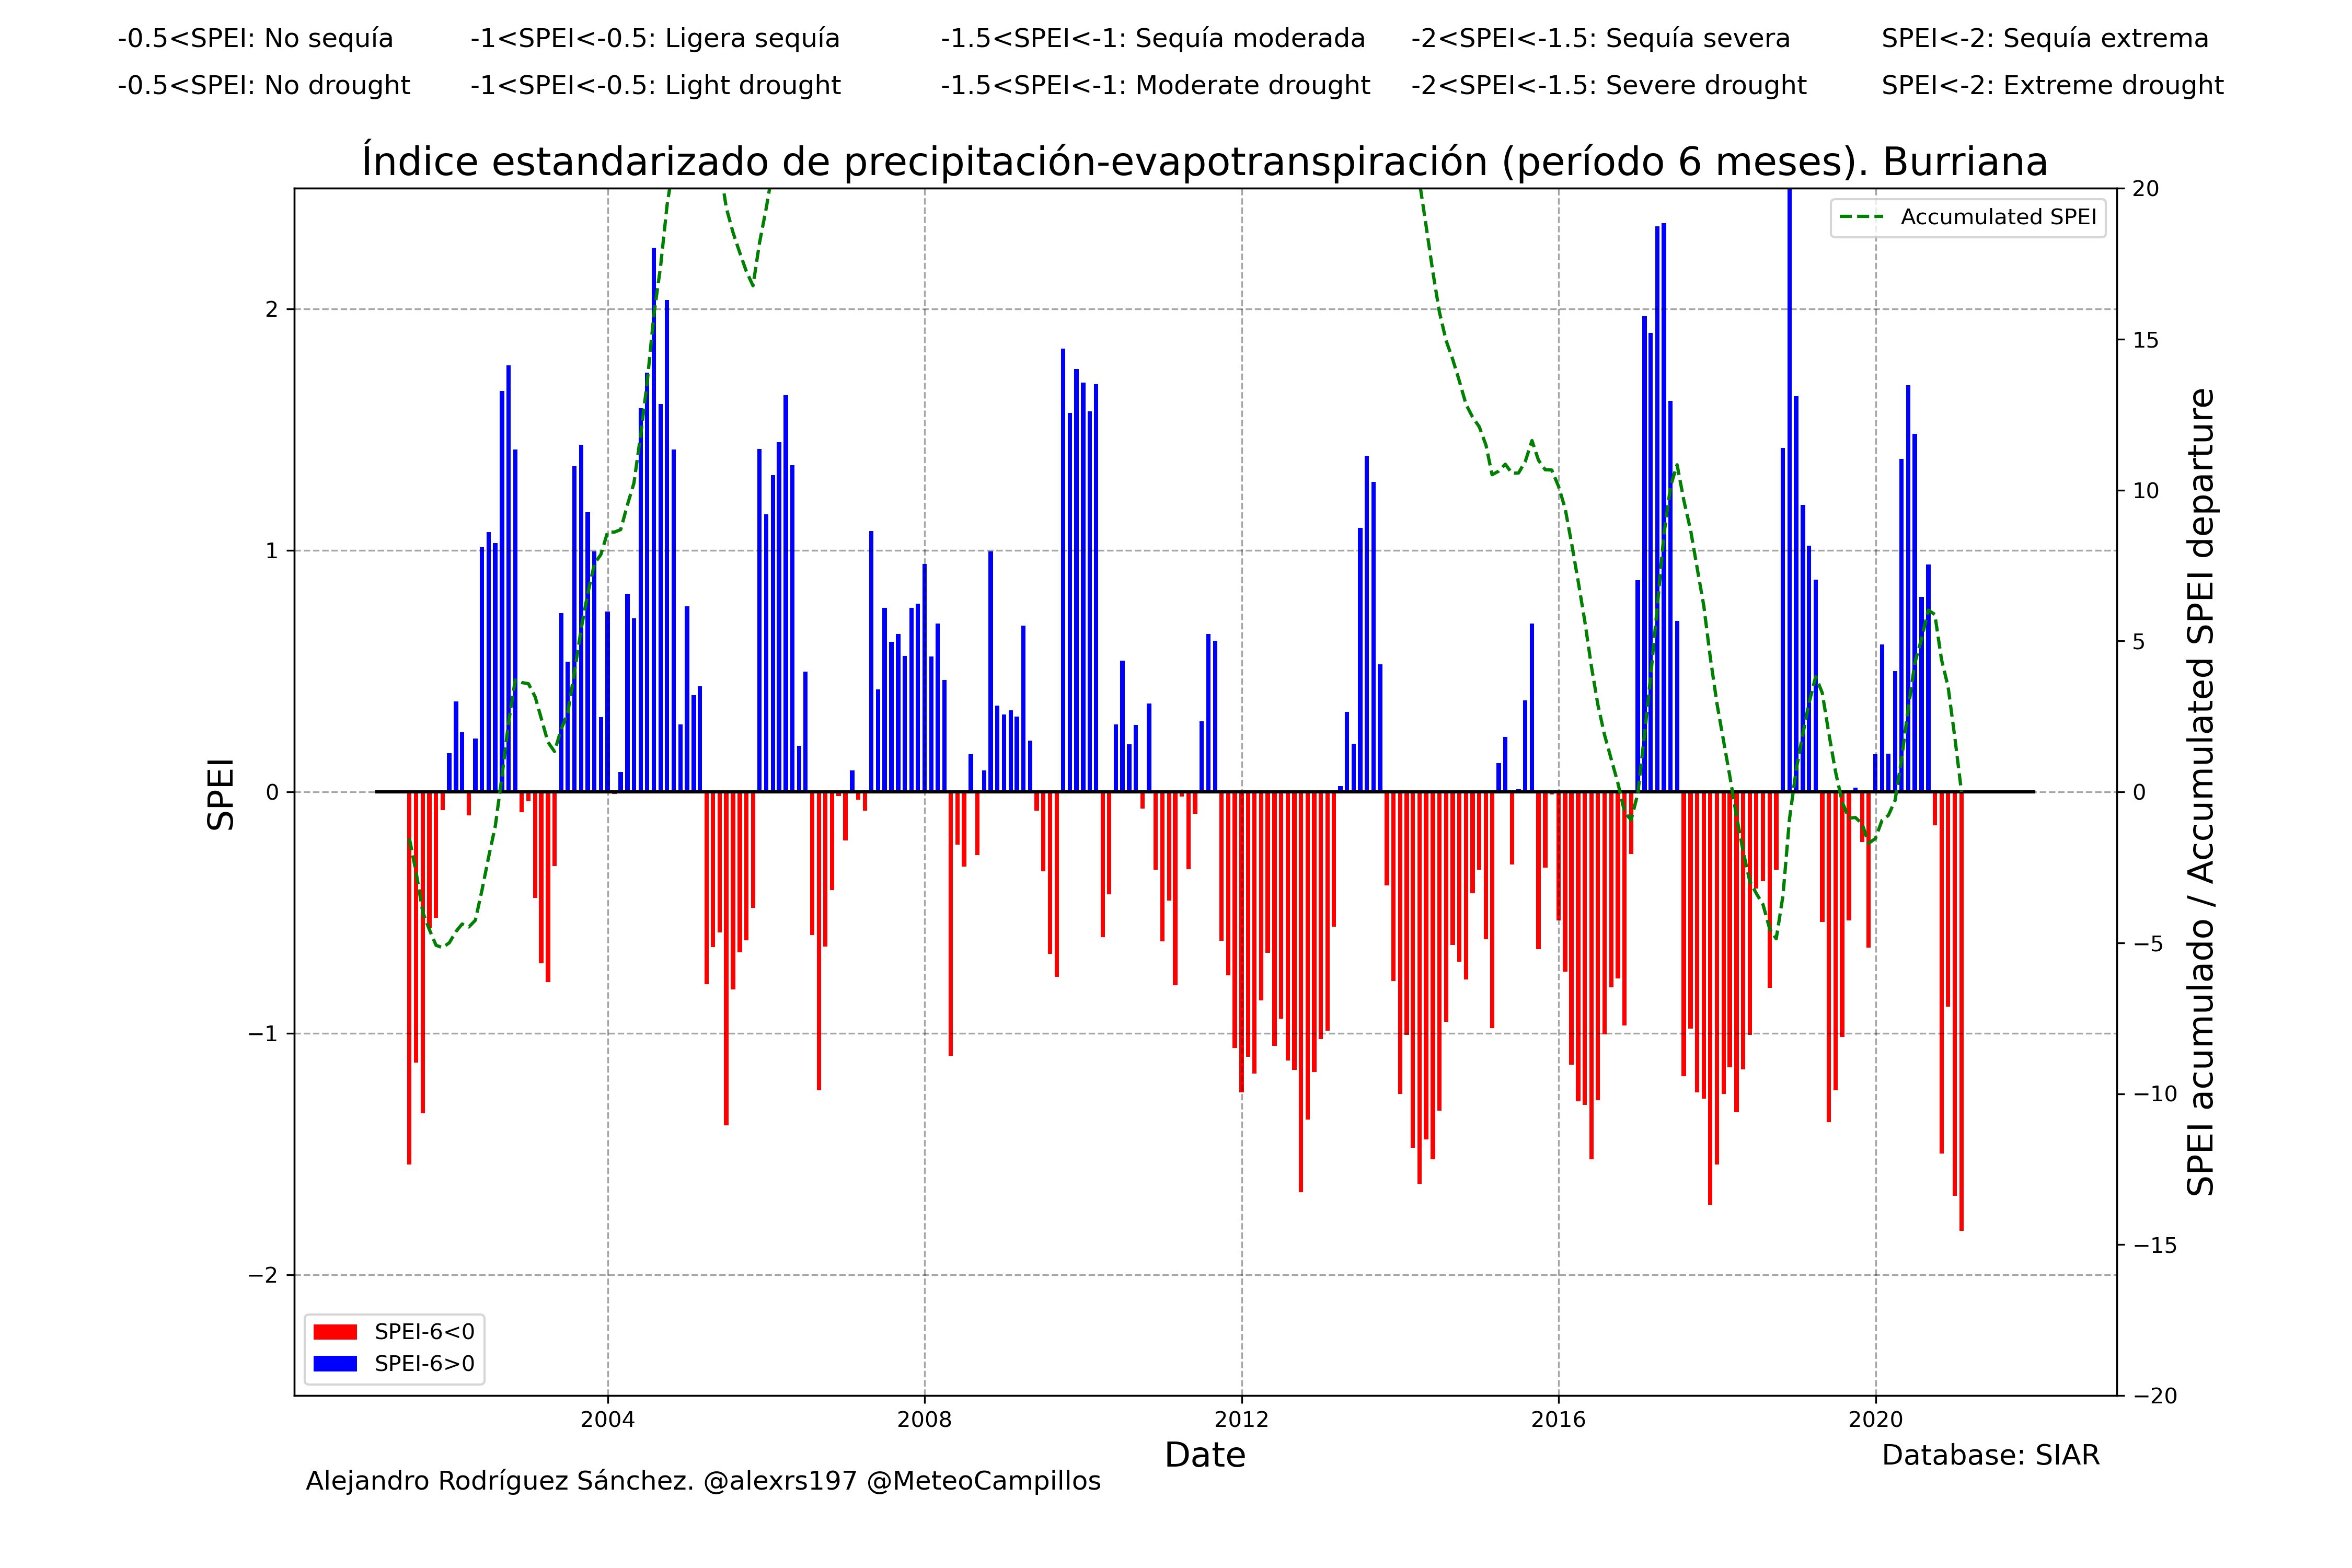 -0.5<SPEI: No sequía -1<SPEI<-0.5: Ligera sequía -1.5<SPEI<-1: Sequía moderada -2<SPEI<-1.5: Sequía severa SPEI<-2: Sequía extrema
-0.5<SPEI: No drought -1<SPEI<-0.5: Light drought -1.5<SPEI<-1: Moderate drought -2<SPEI<-1.5: Severe drought SPEI<-2: Extreme drought
Índice estandarizado de precipitación-evapotranspiración (período 6 meses). Burriana
Accumulated SPEI
SPEI
2
1
0
−1
−2
20
15
10
5
0
−5
−10
−15
−20
SPEI acumulado / Accumulated SPEI departure
SPEI-6<0
SPEI-6>0
2004 2008 2012 2016 2020
Date
Database: SIAR
Alejandro Rodríguez Sánchez. @alexrs197 @MeteoCampillos